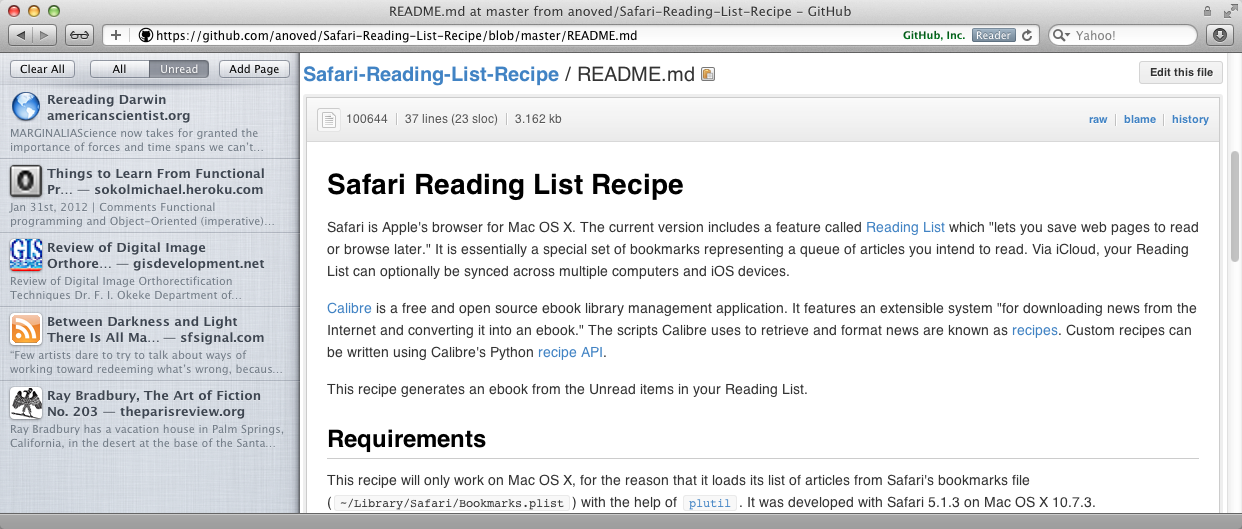 README.md at master from anoved/Safari-Reading-List-Recipe – GitHub
https://github.com/anoved/Safari-Reading-List-Recipe/blob/master/README.md
GitHub, Inc.
Reader
Yahoo!
Clear All
All
Unread
Add Page
Rereading Darwin
americanscientist.org
MARGINALIAScience now takes for granted the
importance of forces and time spans we can't…
Things to Learn From Functional
Pr… — sokolmichael.heroku.com
Jan 31st, 2012 | Comments Functional
programming and Object-Oriented (imperative)…
GIS
Review of Digital Image
Orthore… — gisdevelopment.net
Review of Digital Image Orthorectification
Techniques Dr. F. I. Okeke Department of…
Between Darkness and Light
There Is All Ma… — sfsignal.com
"Few artists dare to try to talk about ways of
working toward redeeming what's wrong, becaus…
Ray Bradbury, The Art of Fiction
No. 203 — theparisreview.org
Ray Bradbury has a vacation house in Palm Springs,
California, in the desert at the base of the Santa…
Safari-Reading-List-Recipe / README.md
Edit this file
100644
37 lines (23 sloc)
3.162 kb
raw
blame
history
Safari Reading List Recipe
Safari is Apple's browser for Mac OS X. The current version includes a feature called Reading List which "lets you save web pages to read
or browse later." It is essentially a special set of bookmarks representing a queue of articles you intend to read. Via iCloud, your Reading
List can optionally be synced across multiple computers and iOS devices.
Calibre is a free and open source ebook library management application. It features an extensible system "for downloading news from the
Internet and converting it into an ebook." The scripts Calibre uses to retrieve and format news are known as recipes. Custom recipes can
be written using Calibre's Python recipe API.
This recipe generates an ebook from the Unread items in your Reading List.
Requirements
This recipe will only work on Mac OS X, for the reason that it loads its list of articles from Safari's bookmarks file
( ~/Library/Safari/Bookmarks.plist ) with the help of plutil . It was developed with Safari 5.1.3 on Mac OS X 10.7.3.